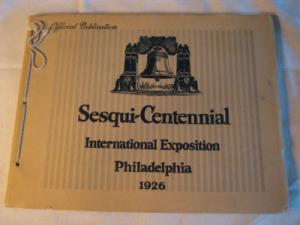 Official Publication
Sesqui-Centennial
International Exposition
Philadelphia
1926